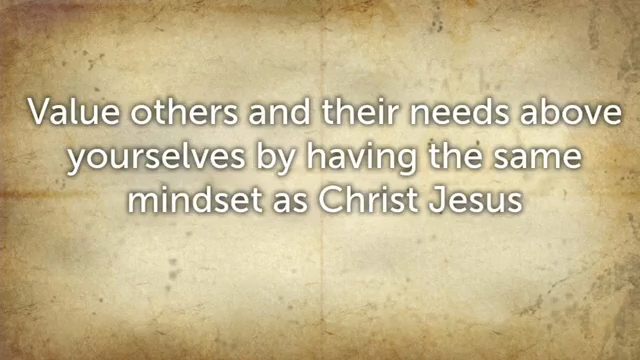 Value others and their needs above
yourselves by having the same
mindset as Christ Jesus